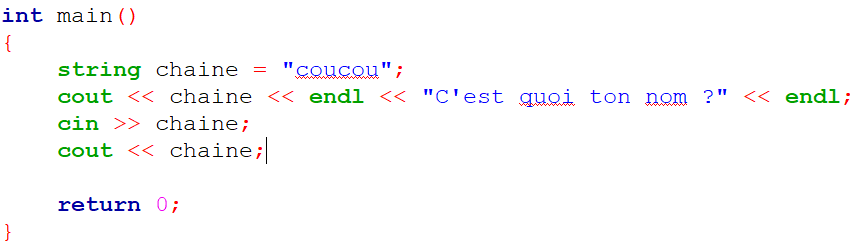 int main()
{
    string chaine = "coucou";
    cout << chaine << endl << "C'est quoi ton nom ?" << endl;
    cin >> chaine;
    cout << chaine;
    return 0;
}